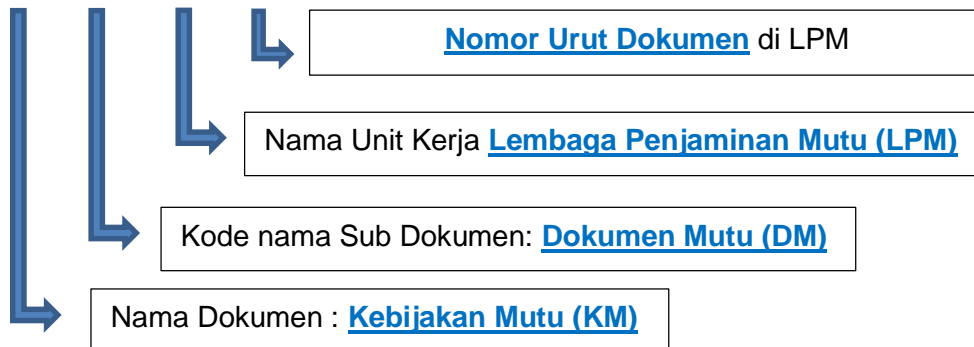 Nomor Urut Dokumen di LPM
Nama Unit Kerja Lembaga Penjaminan Mutu (LPM)
Kode nama Sub Dokumen: Dokumen Mutu (DM)
Nama Dokumen : Kebijakan Mutu (KM)